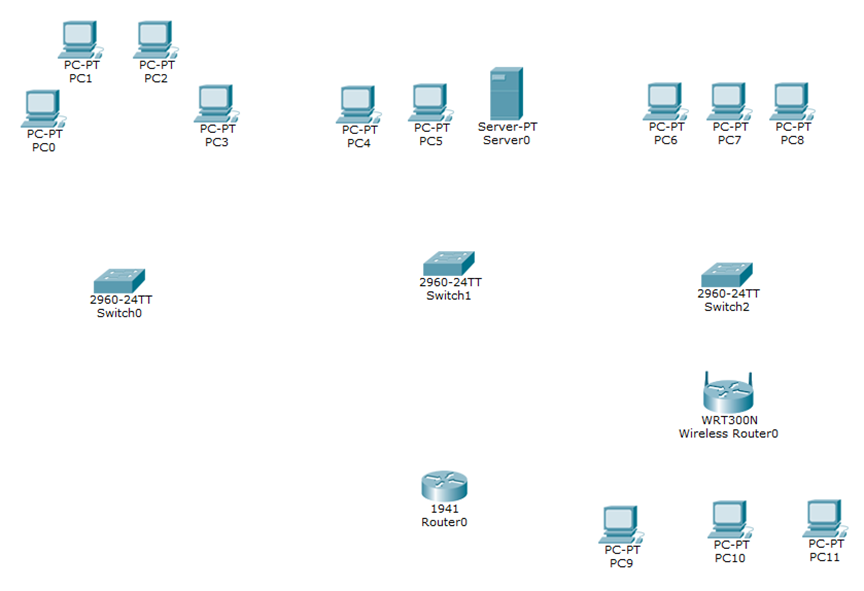 PC-PT
PC1
PC-PT
PC2
PC-PT
PC0
PC-PT
PC3
PC-PT
PC4
PC-PT
PC5
Server-PT
Server0
PC-PT
PC6
PC-PT
PC7
PC-PT
PC8
2960-24TT
Switch0
2960-24TT
Switch1
2960-24TT
Switch2
WRT300N
Wireless Router0
1941
Router0
PC-PT
PC9
PC-PT
PC10
PC-PT
PC11